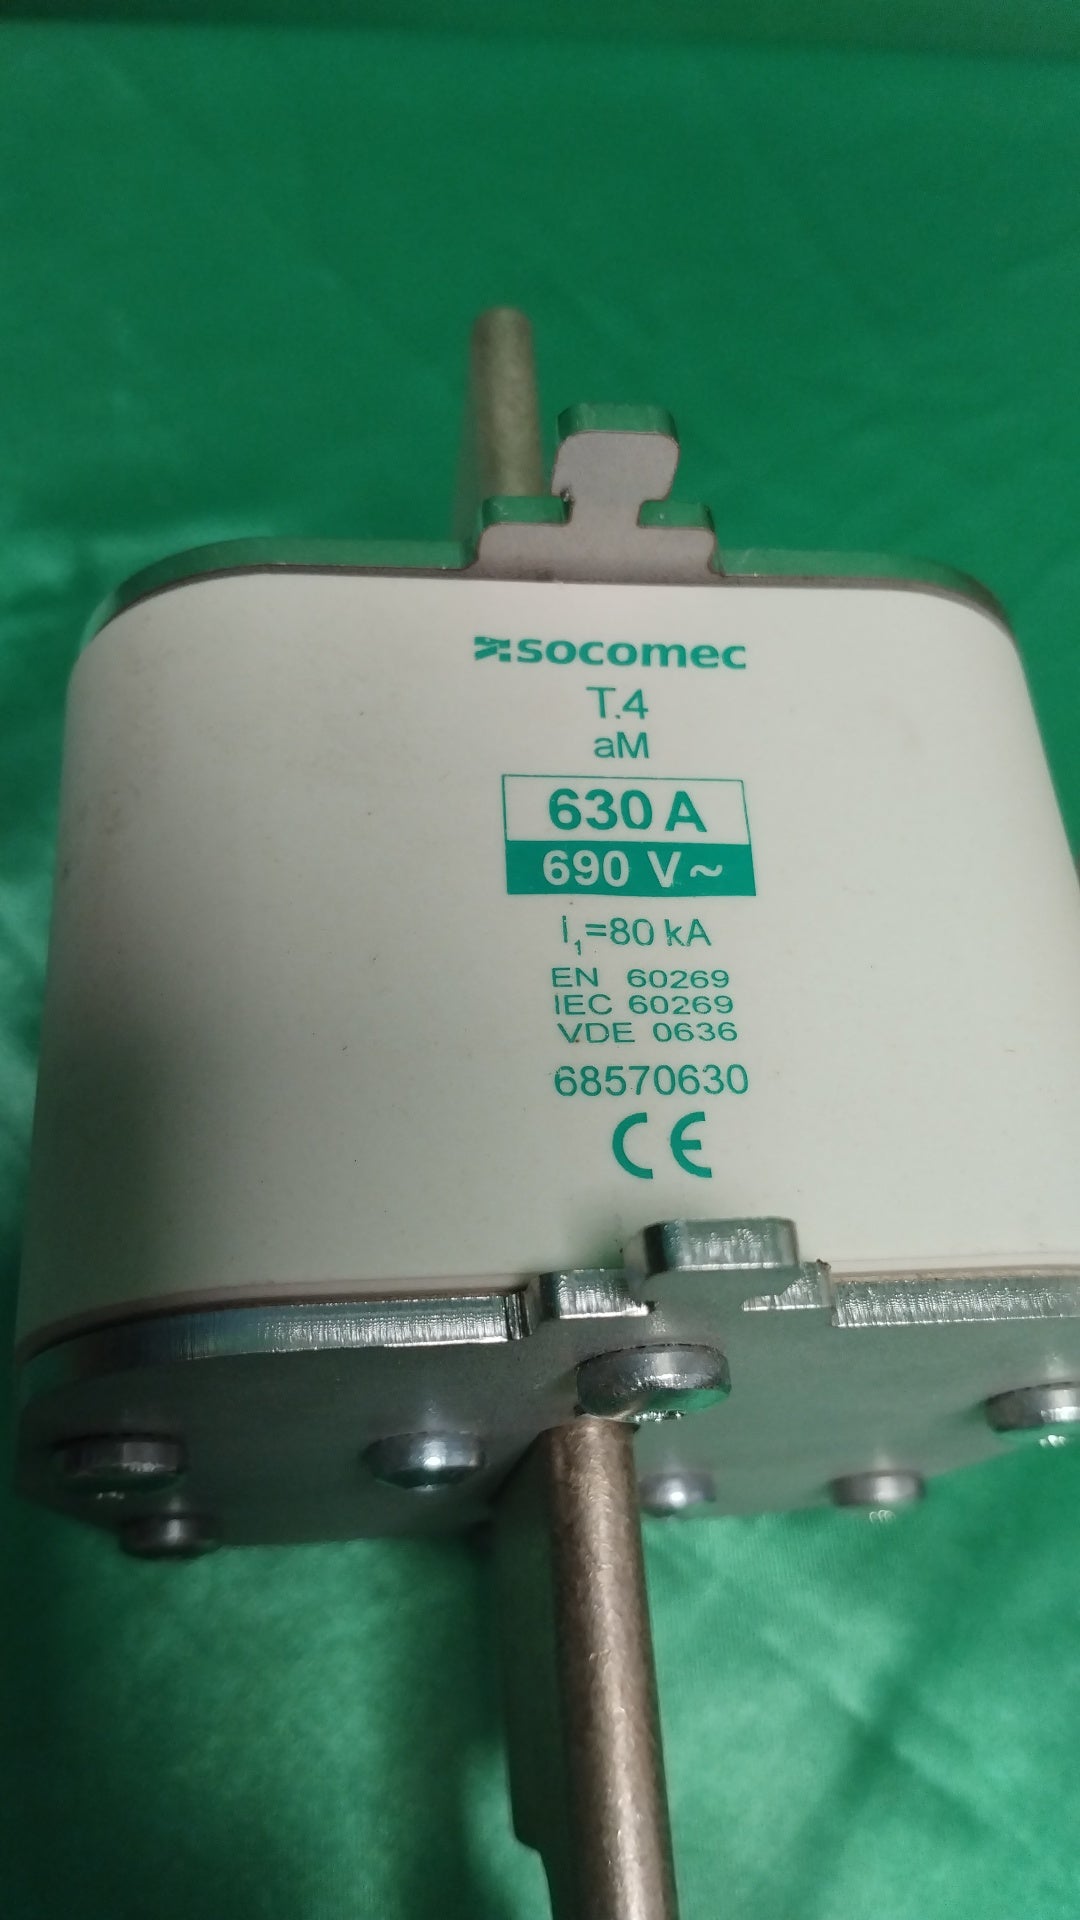 socomec
T.4
aM
630 A
690 V~
I₁=80 kA
EN 60269
IEC 60269
VDE 0636
68570630
CE